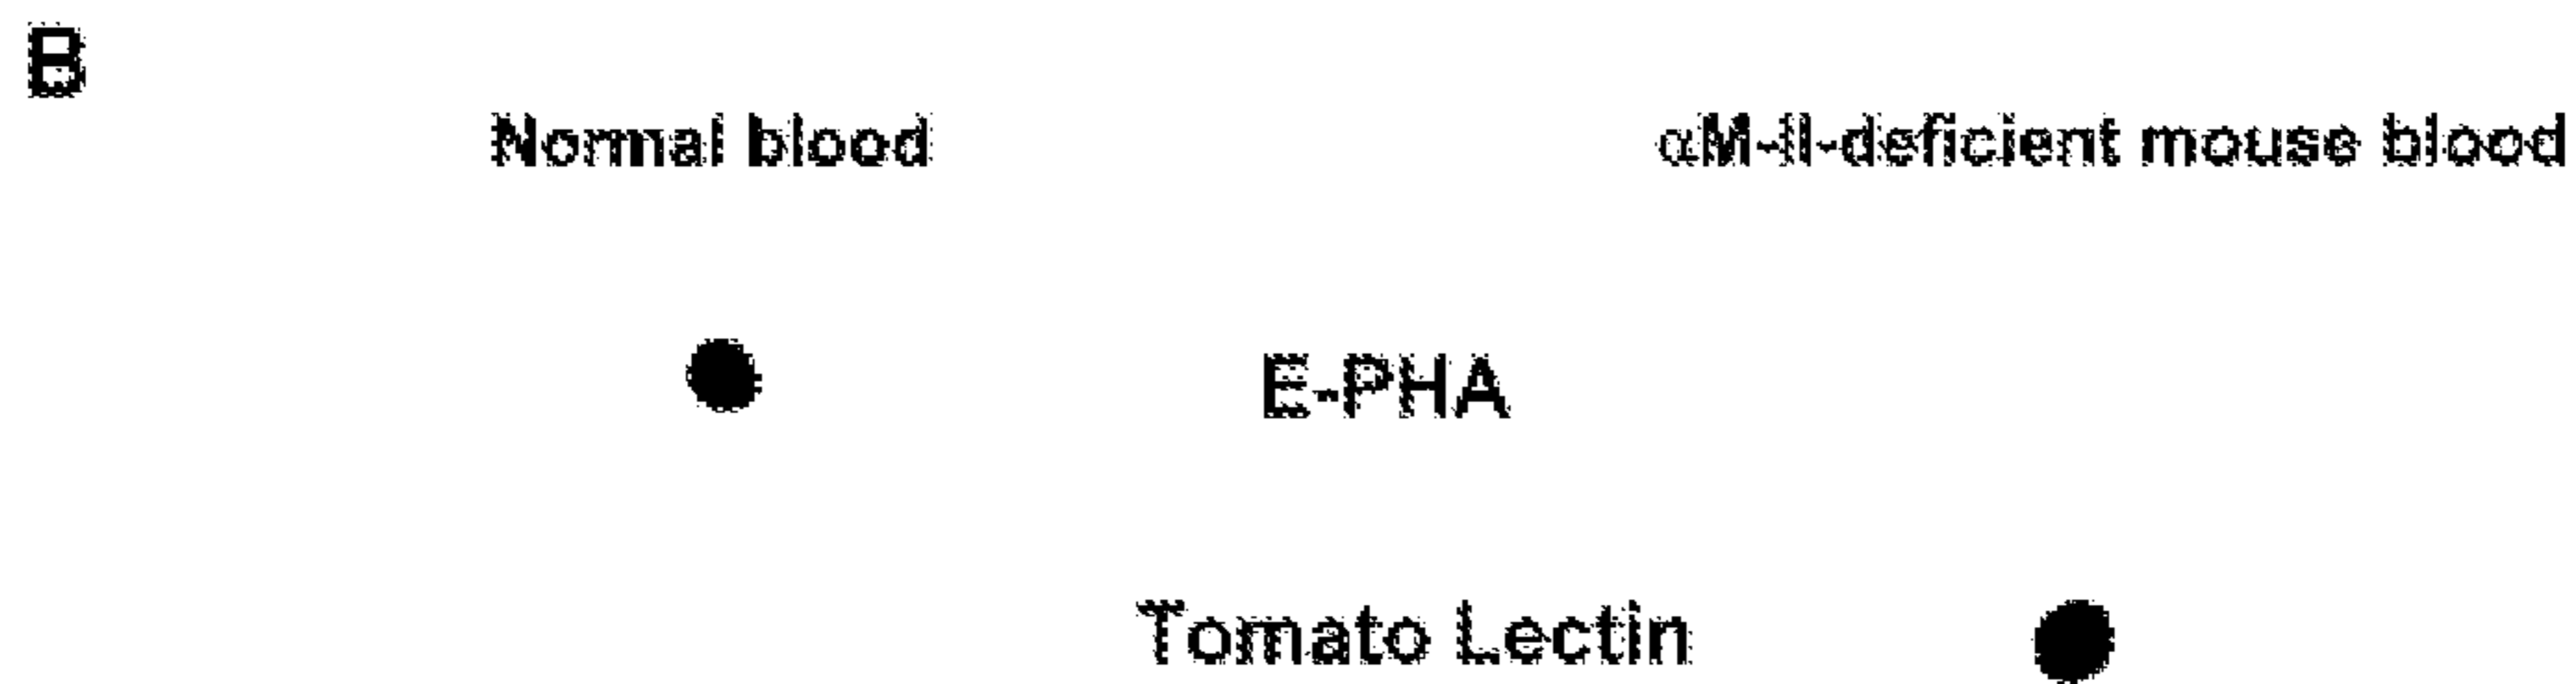 B
Normal blood αM-II-deficient mouse blood
E-PHA
Tomato Lectin